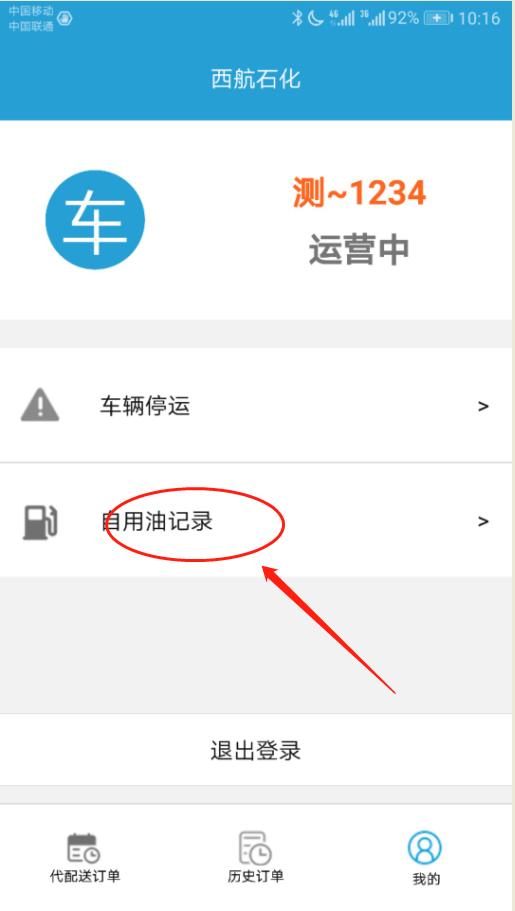 中国移动
中国联通
4G 3G 92% 10:16
西航石化
车
测~1234
运营中
车辆停运 >
自用油记录 >
退出登录
代配送订单 历史订单 我的